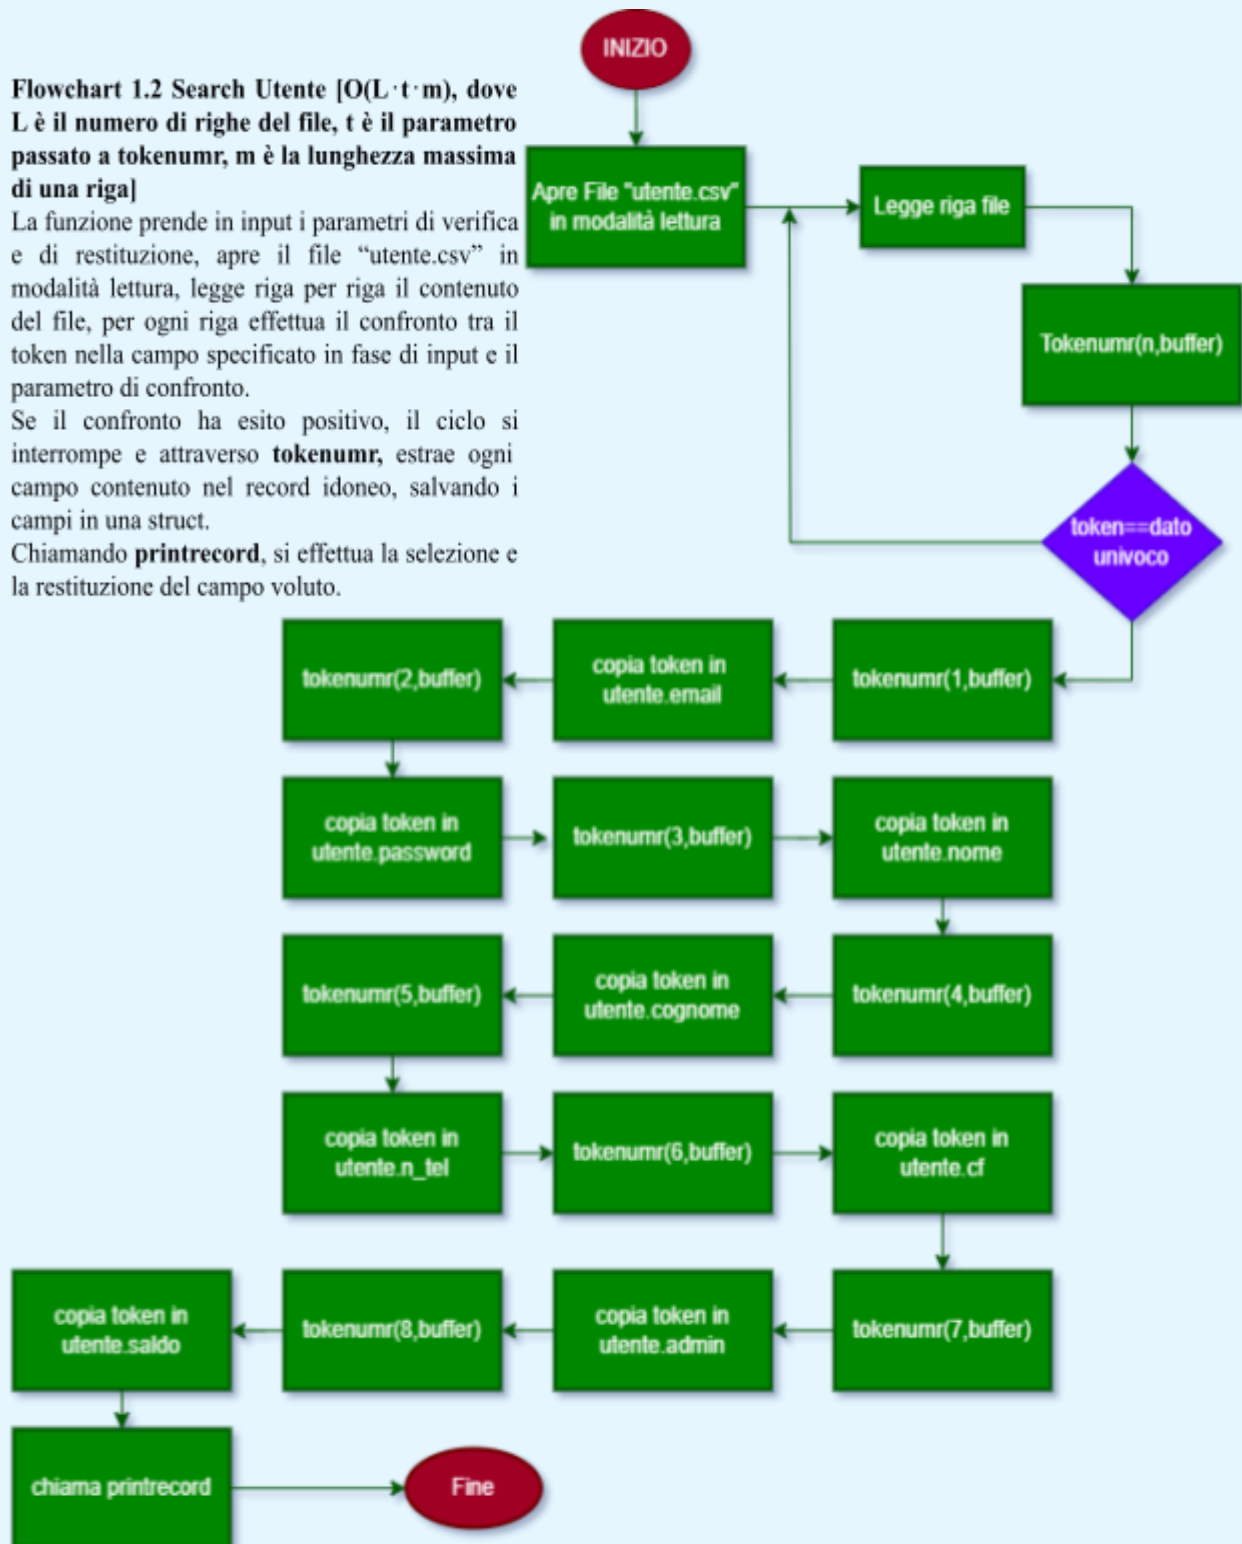 INIZIO
Flowchart 1.2 Search Utente [O(L·t·m), dove
L è il numero di righe del file, t è il parametro
passato a tokenumr, m è la lunghezza massima
di una riga]
La funzione prende in input i parametri di verifica
e di restituzione, apre il file “utente.csv” in
modalità lettura, legge riga per riga il contenuto
del file, per ogni riga effettua il confronto tra il
token nella campo specificato in fase di input e il
parametro di confronto.
Se il confronto ha esito positivo, il ciclo si
interrompe e attraverso tokenumr, estrae ogni
campo contenuto nel record idoneo, salvando i
campi in una struct.
Chiamando printrecord, si effettua la selezione e
la restituzione del campo voluto.
Apre File "utente.csv"
in modalità lettura
Legge riga file
Tokenumr(n,buffer)
token==dato
univoco
tokenumr(1,buffer)
copia token in
utente.email
tokenumr(2,buffer)
copia token in
utente.password
tokenumr(3,buffer)
copia token in
utente.nome
tokenumr(4,buffer)
copia token in
utente.cognome
tokenumr(5,buffer)
copia token in
utente.n_tel
tokenumr(6,buffer)
copia token in
utente.cf
tokenumr(7,buffer)
copia token in
utente.admin
tokenumr(8,buffer)
copia token in
utente.saldo
chiama printrecord
Fine